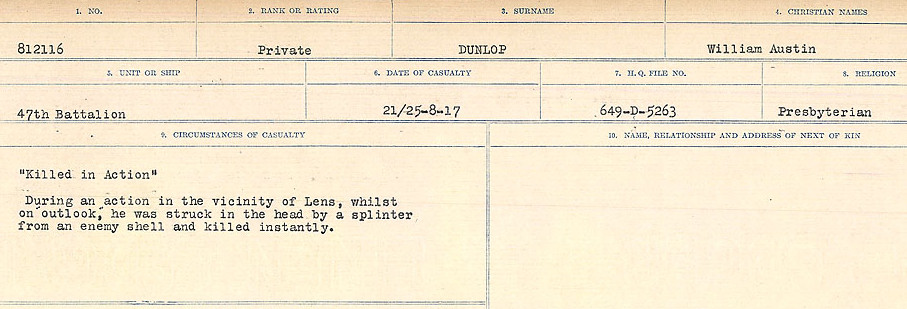 1. NO. 2. RANK OR RATING 3. SURNAME 4. CHRISTIAN NAMES
812116 Private DUNLOP William Austin
5. UNIT OR SHIP 6. DATE OF CASUALTY 7. H. Q. FILE NO. 8. RELIGION
47th Battalion 21/25-8-17 649-D-5263 Presbyterian
9. CIRCUMSTANCES OF CASUALTY 10. NAME, RELATIONSHIP AND ADDRESS OF NEXT OF KIN
"Killed in Action"
During an action in the vicinity of Lens, whilst
on outlook, he was struck in the head by a splinter
from an enemy shell and killed instantly.